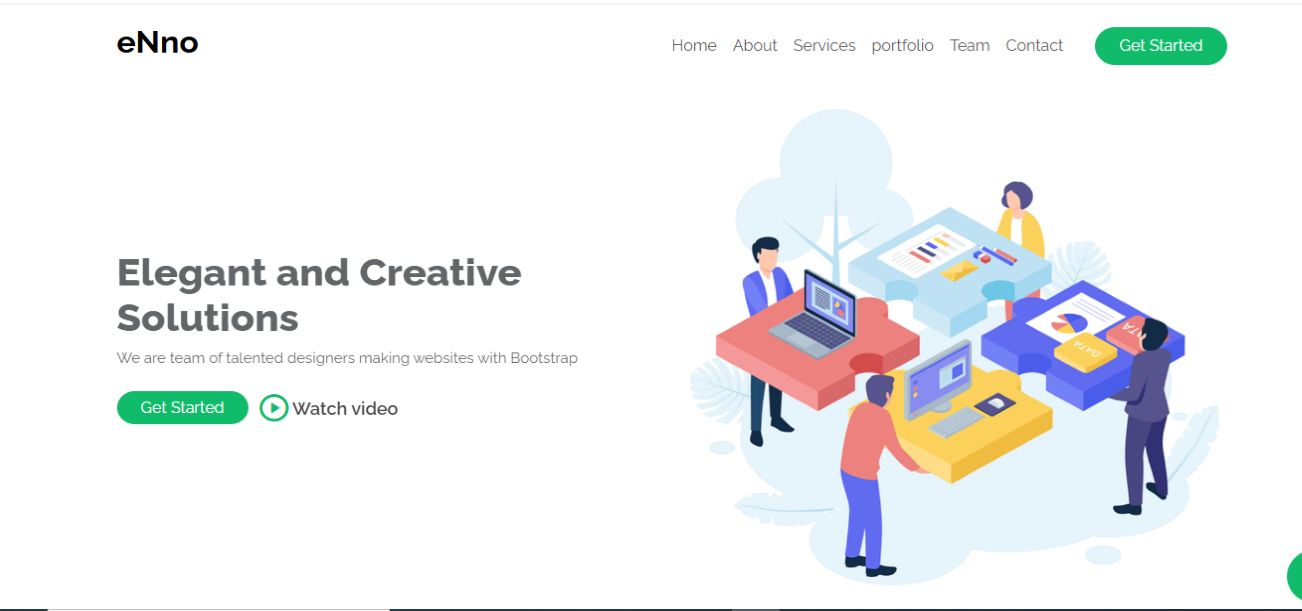 eNno
Home About Services portfolio Team Contact Get Started
Elegant and Creative
Solutions
We are team of talented designers making websites with Bootstrap
Get Started Watch video
DATA
DATA